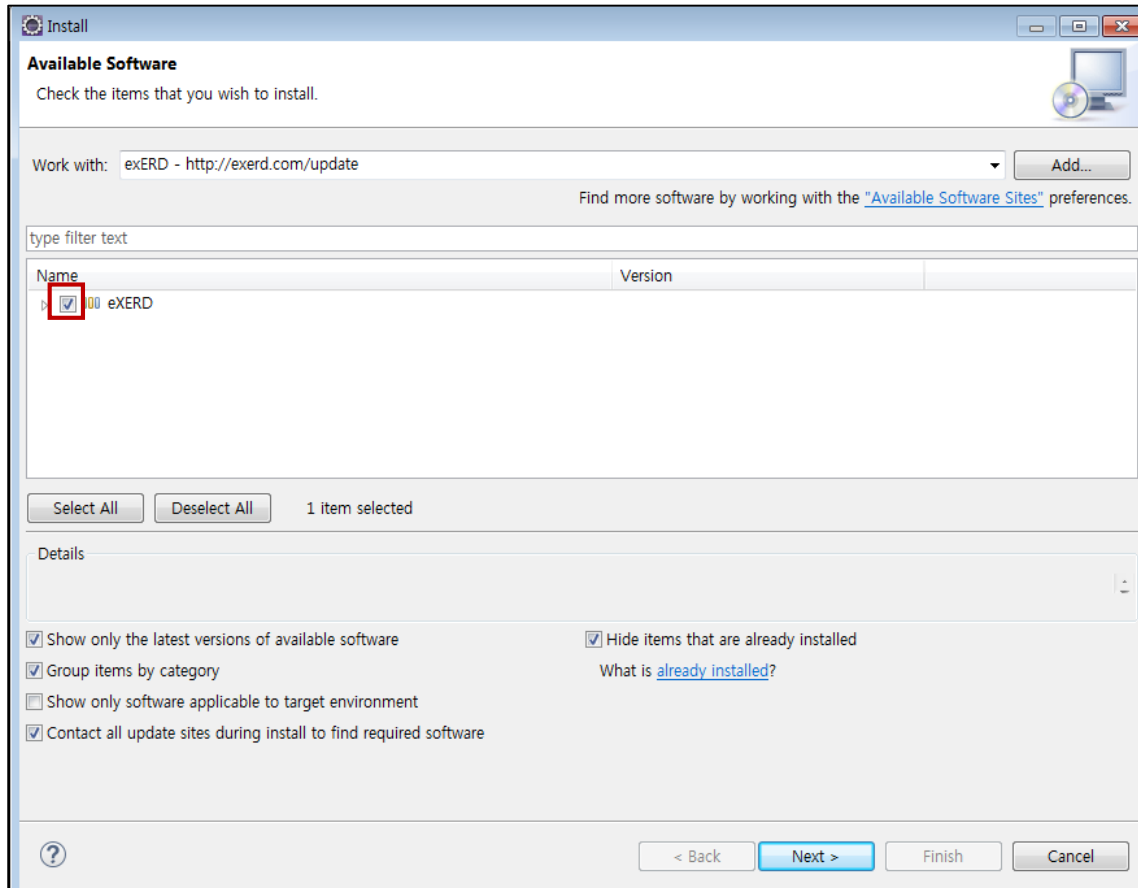 Install
Available Software
Check the items that you wish to install.
Work with: exERD - http://exerd.com/update Add...
Find more software by working with the "Available Software Sites" preferences.
type filter text
Name Version
eXERD
Select All Deselect All 1 item selected
Details
Show only the latest versions of available software Hide items that are already installed
Group items by category What is already installed?
Show only software applicable to target environment
Contact all update sites during install to find required software
? < Back Next > Finish Cancel